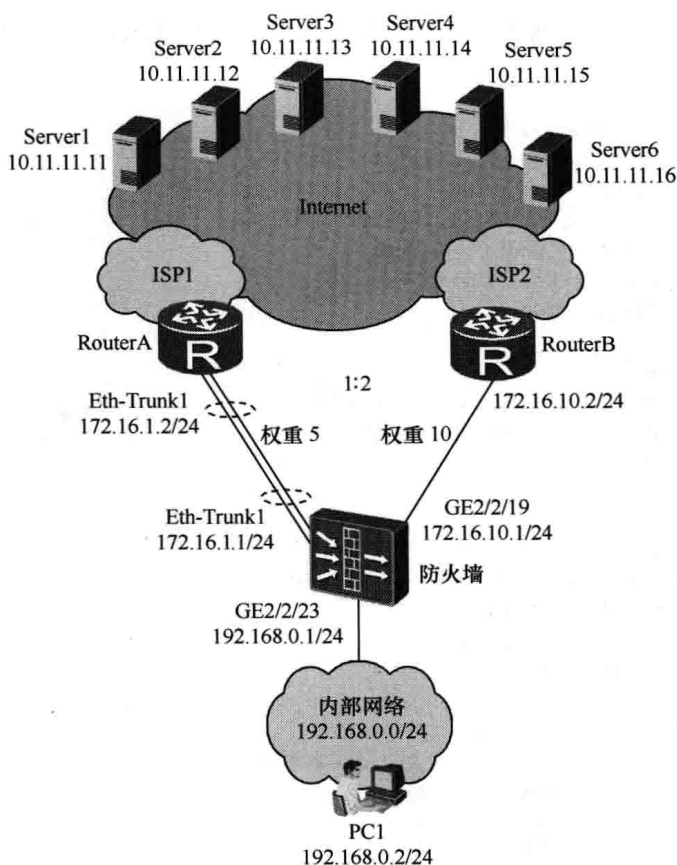 Server3
10.11.11.13
Server4
10.11.11.14
Server2
10.11.11.12
Server5
10.11.11.15
Server1
10.11.11.11
Server6
10.11.11.16
Internet
ISP1
ISP2
RouterA
R
R
RouterB
1:2
172.16.10.2/24
Eth-Trunk1
172.16.1.2/24
权重 5
权重 10
Eth-Trunk1
172.16.1.1/24
GE2/2/19
172.16.10.1/24
防火墙
GE2/2/23
192.168.0.1/24
内部网络
192.168.0.0/24
PC1
192.168.0.2/24